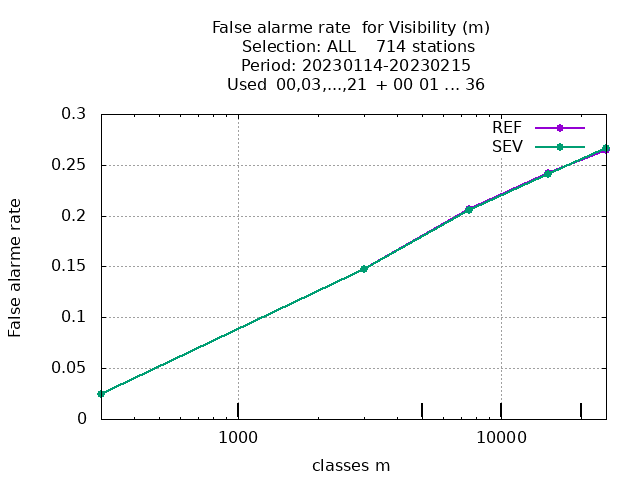 False alarme rate  for Visibility (m)
Selection: ALL    714 stations
Period: 20230114-20230215
Used  00,03,...,21  + 00 01 ... 36
REF
SEV
0.3
0.25
0.2
0.15
0.1
0.05
0
False alarme rate
1000
10000
classes m